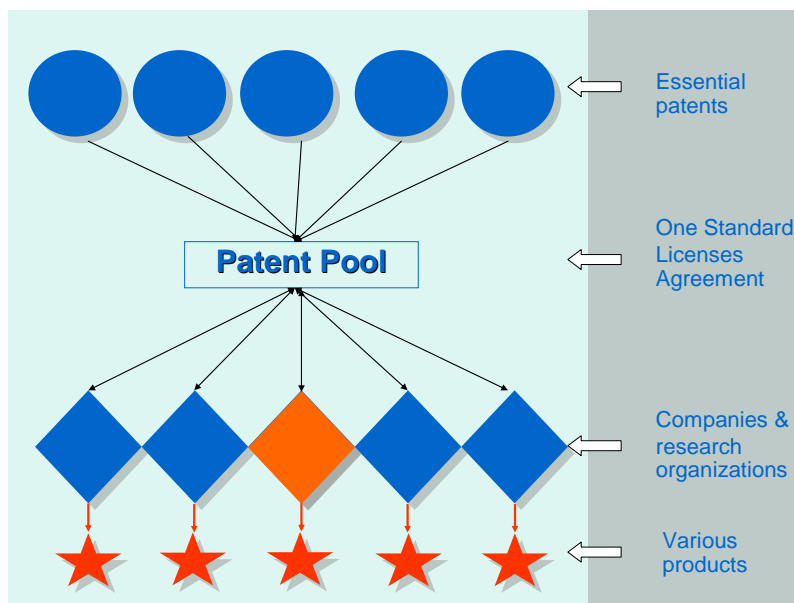 Essential
patents
One Standard
Licenses
Agreement
Patent Pool
Companies &
research
organizations
Various
products